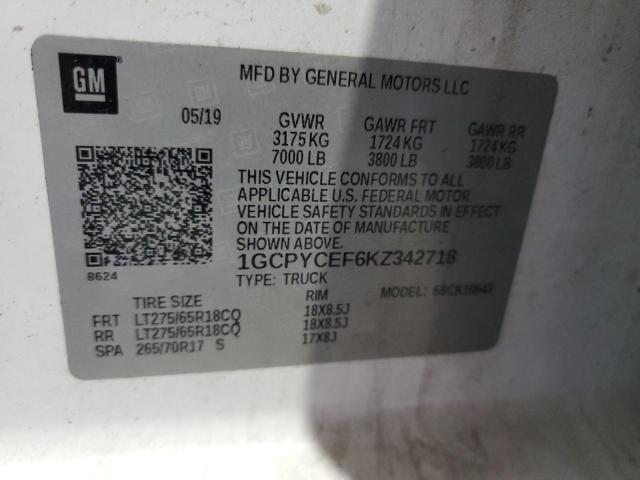 GM
MFD BY GENERAL MOTORS LLC
05/19 GVWR GAWR FRT GAWR RR
3175 KG 1724 KG 1724 KG
7000 LB 3800 LB 3800 LB
THIS VEHICLE CONFORMS TO ALL
APPLICABLE U.S. FEDERAL MOTOR
VEHICLE SAFETY STANDARDS IN EFFECT
ON THE DATE OF MANUFACTURE
SHOWN ABOVE.
8624
1GCPYCEF6KZ342718
TYPE: TRUCK MODEL:
TIRE SIZE RIM
FRT LT275/65R18CQ 18X8.5J
RR LT275/65R18CQ 18X8.5J
SPA 265/70R17 S 17X8J